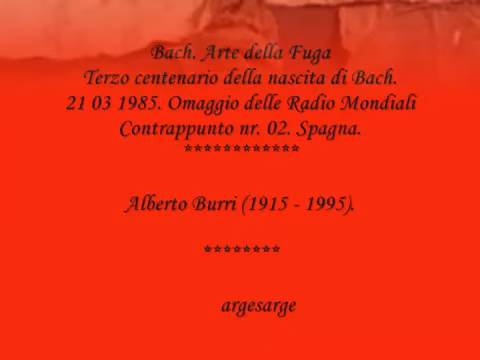 Bach. Arte della Fuga
Terzo centenario della nascita di Bach.
21 03 1985. Omaggio delle Radio Mondiali
Contrappunto nr. 02. Spagna.
************
Alberto Burri (1915 - 1995).
********
argesarge